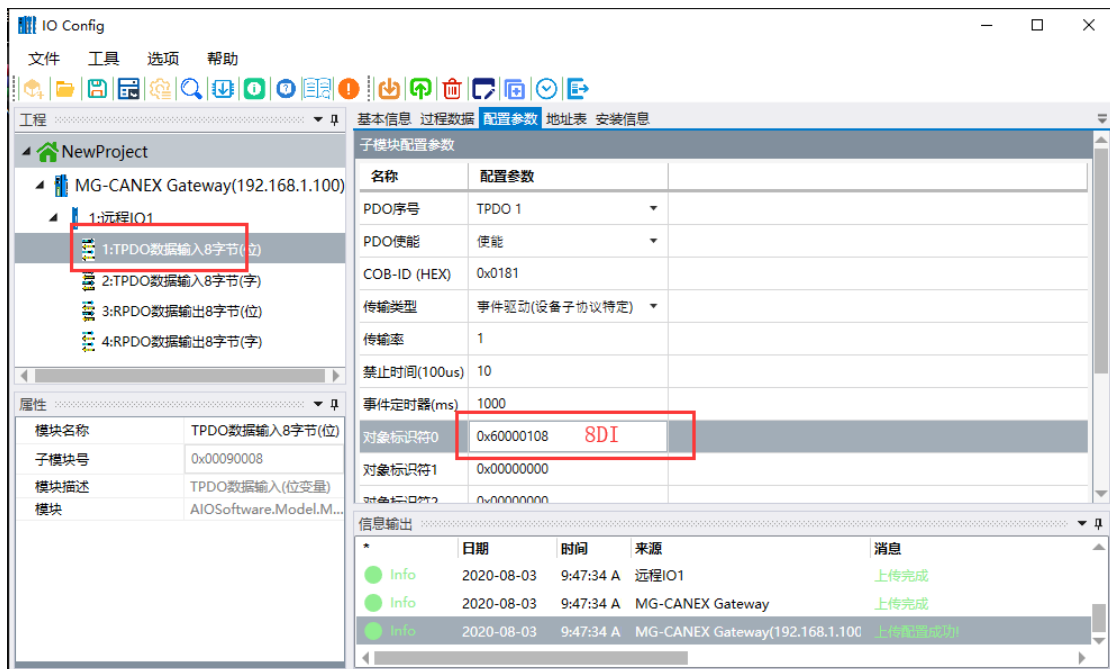 IO Config
文件 工具 选项 帮助
工程
NewProject
MG-CANEX Gateway(192.168.1.100)
1:远程IO1
1:TPDO数据输入8字节(位)
2:TPDO数据输入8字节(字)
3:RPDO数据输出8字节(位)
4:RPDO数据输出8字节(字)
属性
模块名称 TPDO数据输入8字节(位)
子模块号 0x00090008
模块描述 TPDO数据输入(位变量)
模块 AIOSoftware.Model.M...
基本信息 过程数据 配置参数 地址表 安装信息
子模块配置参数
名称 配置参数
PDO序号 TPDO 1
PDO使能 使能
COB-ID (HEX) 0x0181
传输类型 事件驱动(设备子协议特定)
传输率 1
禁止时间(100us) 10
事件定时器(ms) 1000
对象标识符0 0x60000108 8DI
对象标识符1 0x00000000
对象标识符2 0x00000000
信息输出
* 日期 时间 来源 消息
Info 2020-08-03 9:47:34 A 远程IO1 上传完成
Info 2020-08-03 9:47:34 A MG-CANEX Gateway 上传完成
Info 2020-08-03 9:47:34 A MG-CANEX Gateway(192.168.1.100 上传配置成功!